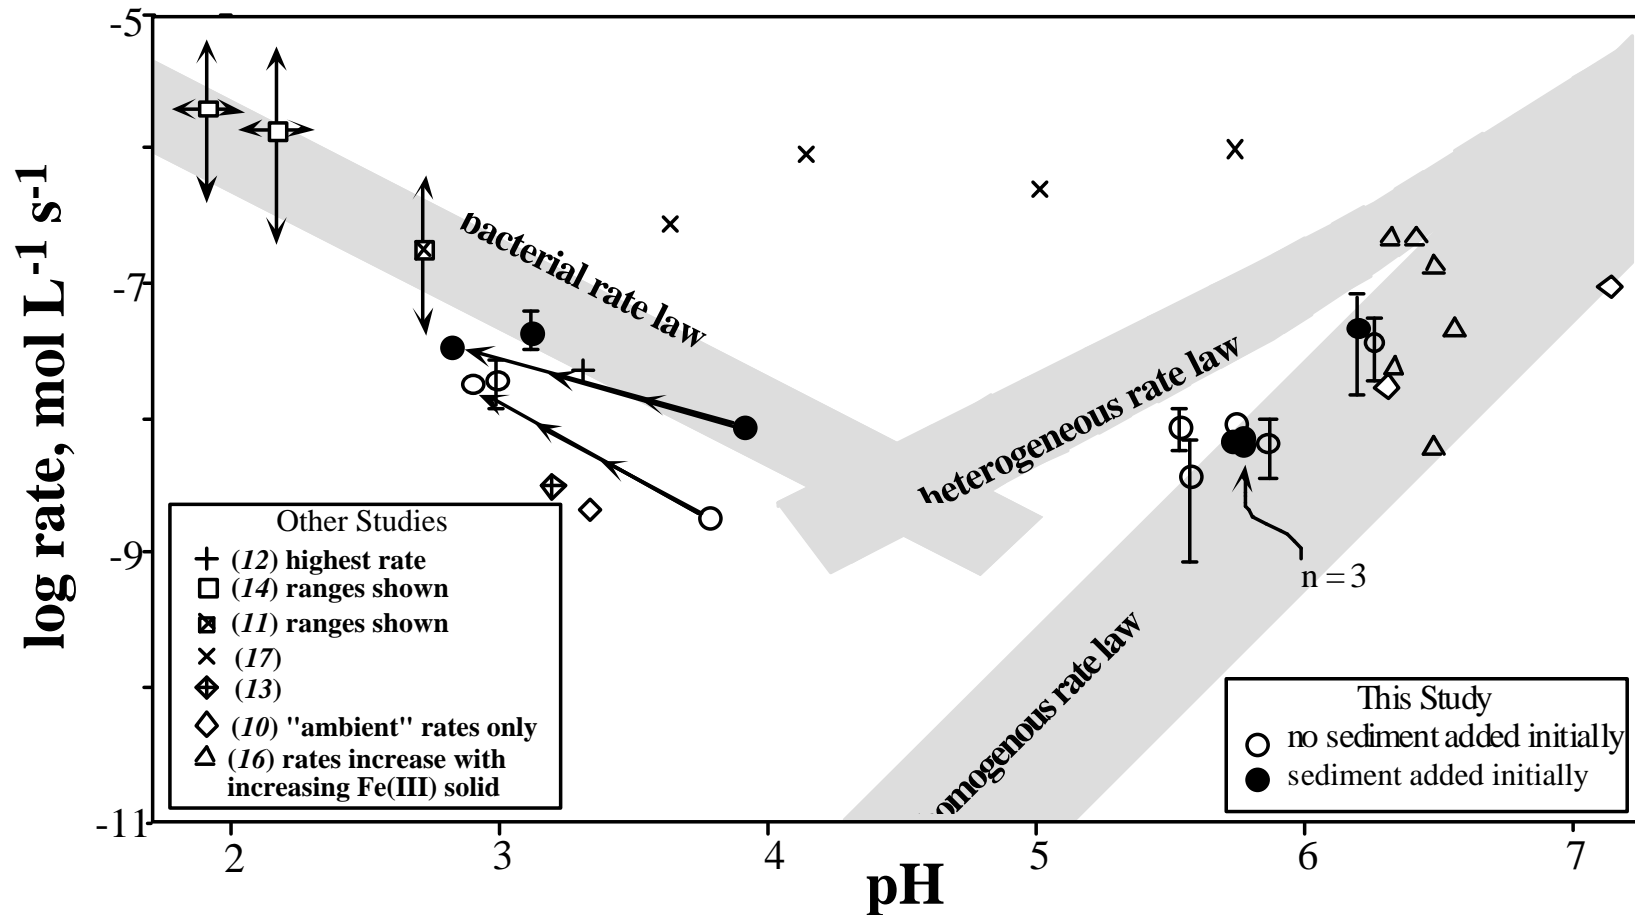 log rate, mol L-1 s-1
-5
-7
-9
-11
bacterial rate law
heterogeneous rate law
omogenous rate law
n = 3
Other Studies
(12) highest rate
(14) ranges shown
(11) ranges shown
(17)
(13)
(10) "ambient" rates only
(16) rates increase with
increasing Fe(III) solid
This Study
no sediment added initially
sediment added initially
2 3 4 5 6 7
pH